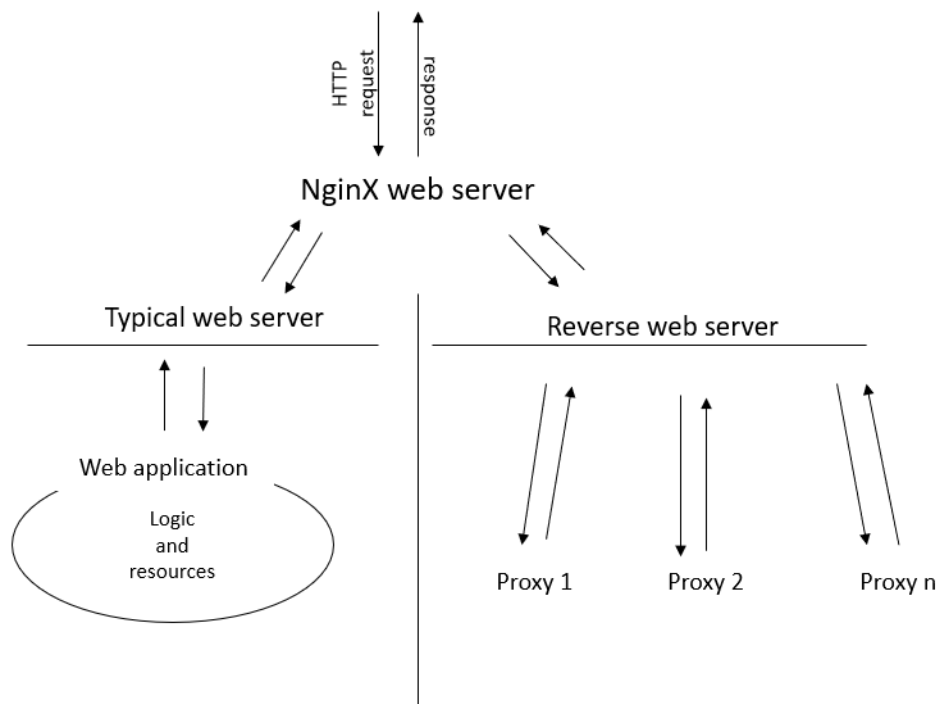 HTTP
request
response
NginX web server
Typical web server
Reverse web server
Web application
Logic
and
resources
Proxy 1
Proxy 2
Proxy n